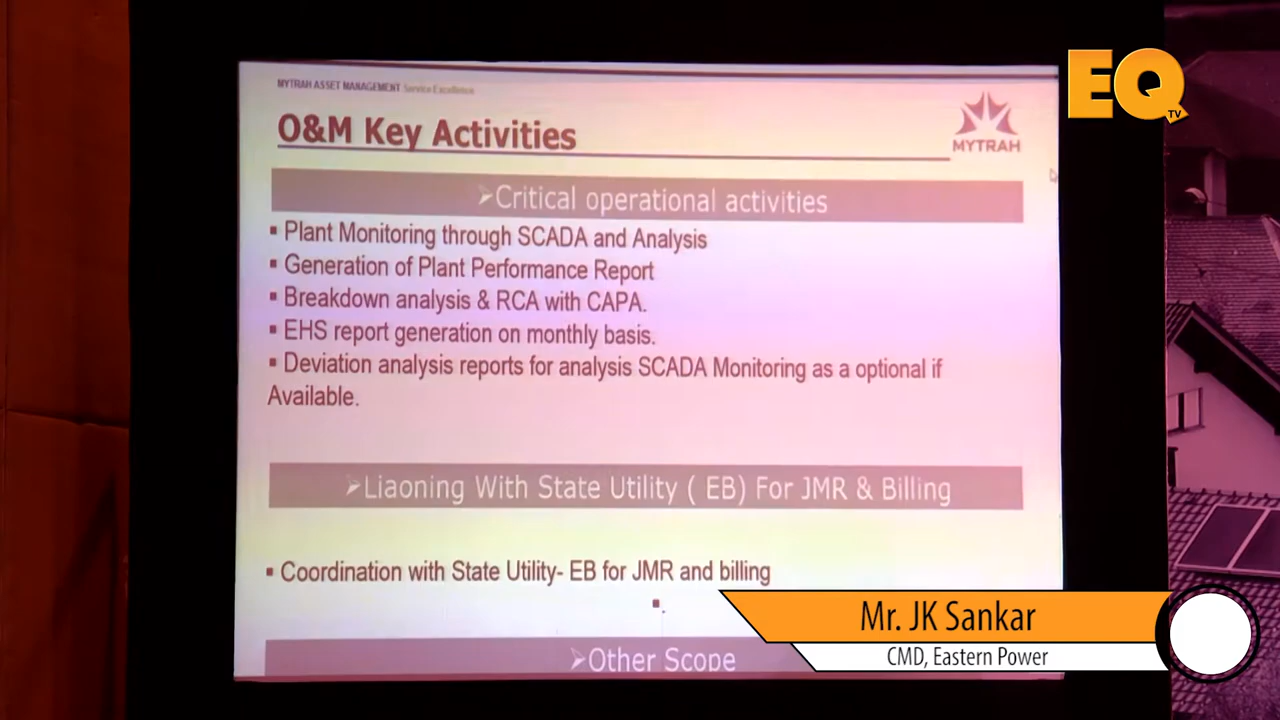 MYTRAH ASSET MANAGEMENT Service Excellence
O&M Key Activities
MYTRAH
EQ
TV
➢Critical operational activities
▪ Plant Monitoring through SCADA and Analysis
▪ Generation of Plant Performance Report
▪ Breakdown analysis & RCA with CAPA.
▪ EHS report generation on monthly basis.
▪ Deviation analysis reports for analysis SCADA Monitoring as a optional if
Available.
➢Liaoning With State Utility ( EB) For JMR & Billing
▪ Coordination with State Utility- EB for JMR and billing
▪ .
➢Other Scope
Mr. JK Sankar
CMD, Eastern Power